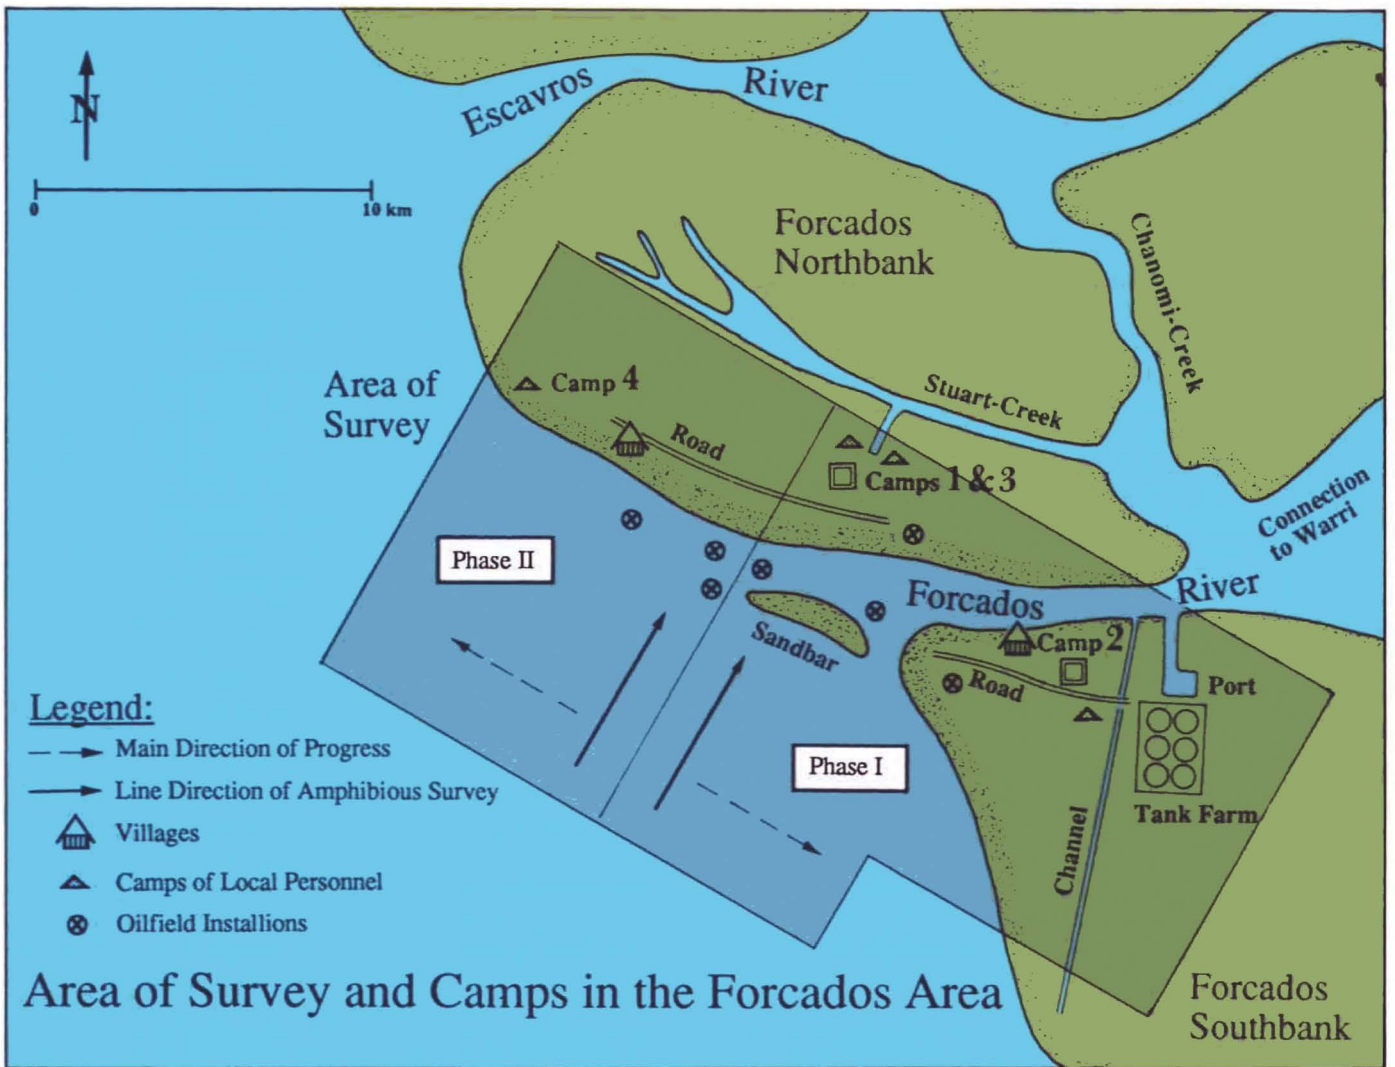 Escavros River
N
0 10 km
Forcados
Northbank
Chanomi-Creek
Area of
Survey
Camp 4
Stuart-Creek
Road
Camps 1 & 3
Connection
to Warri
Phase II
Forcados River
Sandbar
Camp 2
Road
Port
Phase I
Tank Farm
Channel
Legend:
Main Direction of Progress
Line Direction of Amphibious Survey
Villages
Camps of Local Personnel
Oilfield Installions
Area of Survey and Camps in the Forcados Area
Forcados
Southbank